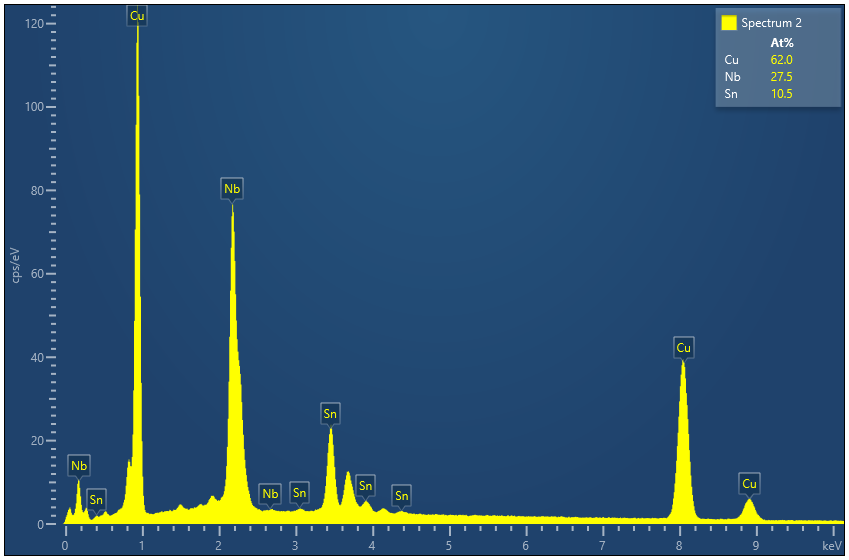 Cu
Spectrum 2
At%
Cu 62.0
Nb 27.5
Sn 10.5
120
100
80
60
40
20
0
cps/eV
Nb
Cu
Sn
Nb
Sn
Nb
Sn
Sn
Sn
Cu
0 1 2 3 4 5 6 7 8 9 keV